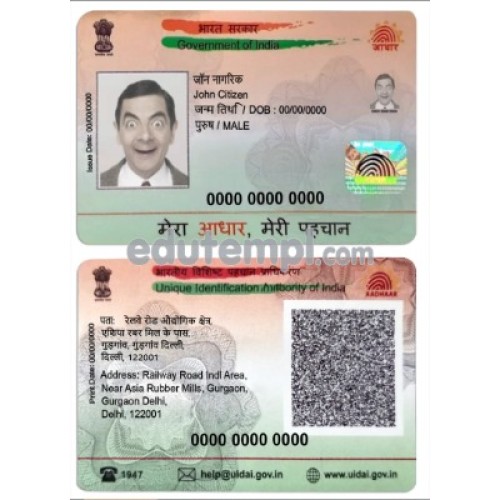 भारत सरकार
Government of India
आधार
Issue Date: 00/00/0000
जॉन नागरिक
John Citizen
जन्म तिथि / DOB : 00/00/0000
पुरुष / MALE
0000 0000 0000
मेरा आधार, मेरी पहचान
edutempl.com
भारतीय विशिष्ट पहचान प्राधिकरण
Unique Identification Authority of India
AADHAAR
Print Date: 00/00/0000
पता: रेलवे रोड औद्योगिक क्षेत्र,
एशिया रबर मिल के पास,
गुड़गांव, गुड़गांव दिल्ली,
दिल्ली, 122001
Address: Railway Road Indl Area,
Near Asia Rubber Mills, Gurgaon,
Gurgaon Delhi,
Delhi, 122001
0000 0000 0000
1947
help@uidai.gov.in
www.uidai.gov.in